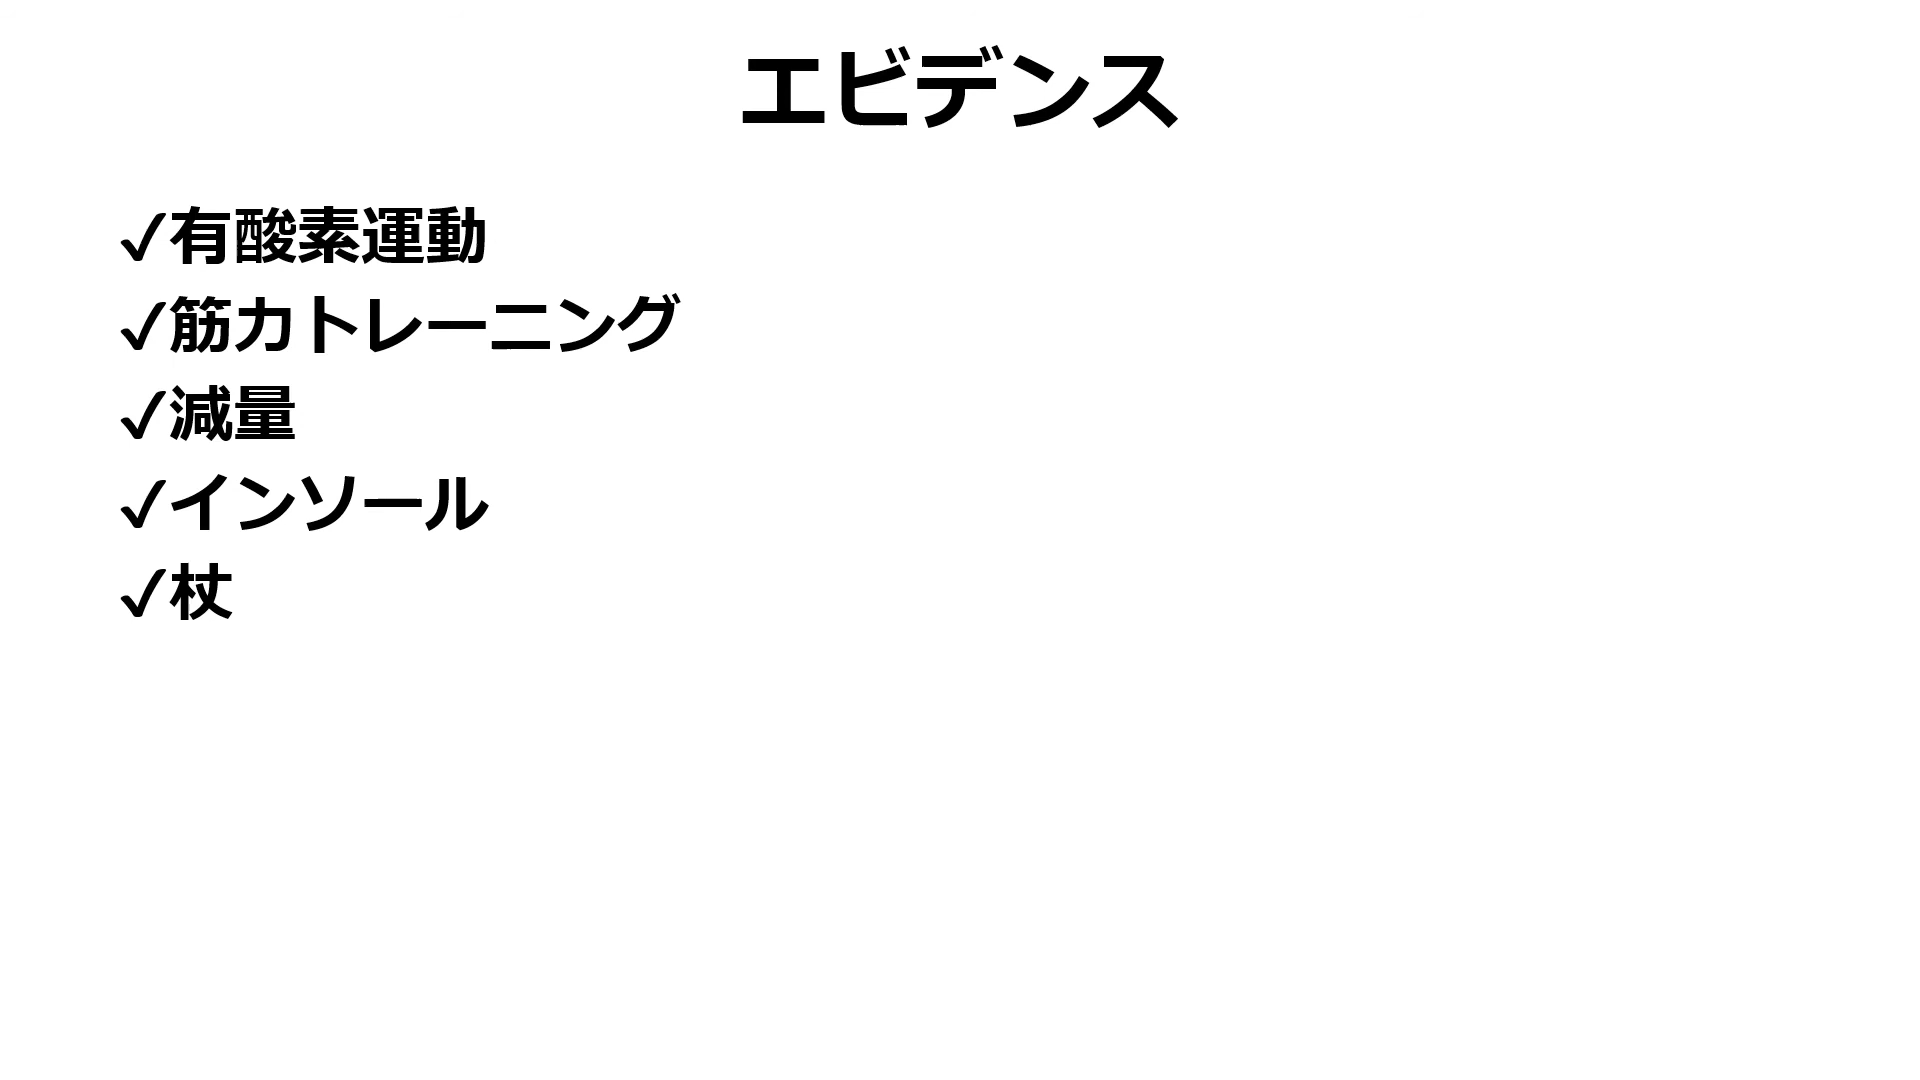 エビデンス
✓有酸素運動
✓筋力トレーニング
✓減量
✓インソール
✓杖